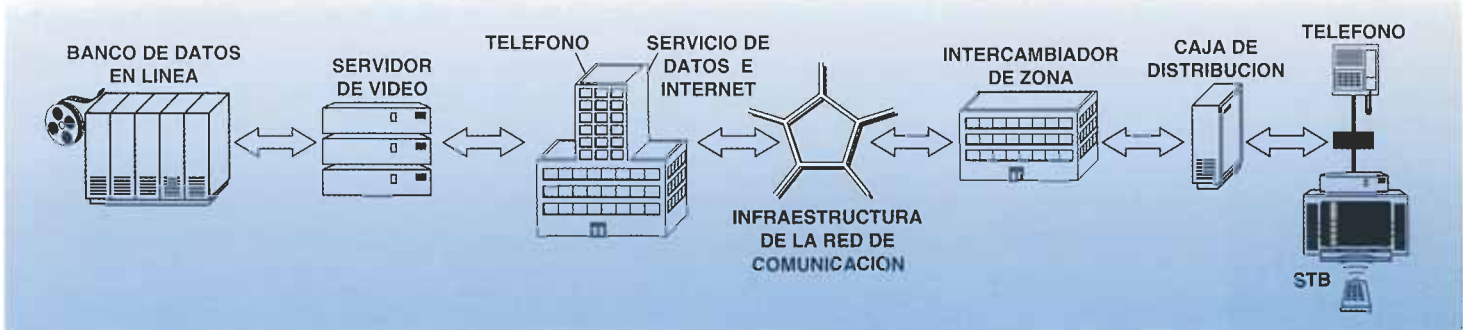 BANCO DE DATOS
EN LINEA
SERVIDOR
DE VIDEO
TELEFONO
SERVICIO DE
DATOS E
INTERNET
INFRAESTRUCTURA
DE LA RED DE
COMUNICACION
INTERCAMBIADOR
DE ZONA
CAJA DE
DISTRIBUCION
TELEFONO
STB